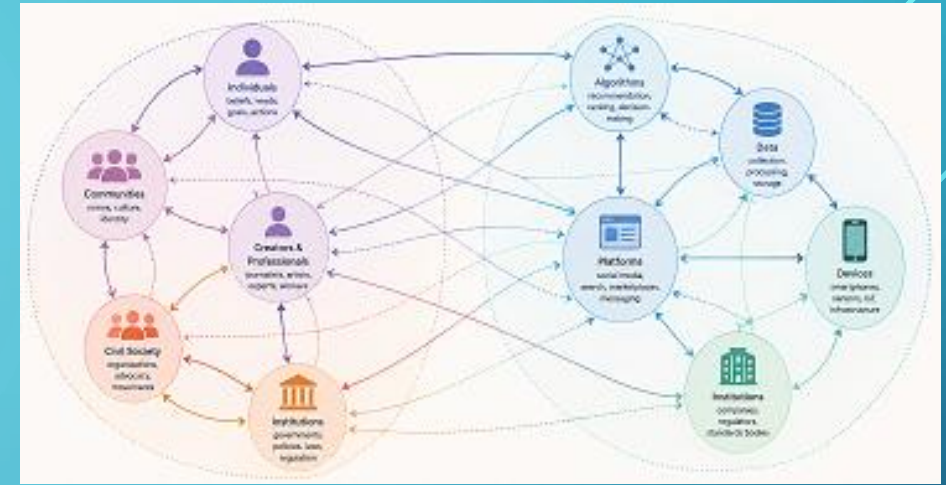 Individuals
beliefs, needs,
goals, actions
Algorithms
recommendation,
ranking, decision-
making
Data
collection,
processing,
storage
Communities
norms, culture,
identity
Creators &
Professionals
journalists, artists,
experts, workers
Platforms
social media,
search, marketplaces,
messaging
Devices
smartphones,
sensors, IoT,
infrastructure
Civil Society
organizations,
advocacy,
movements
Institutions
governments,
policies, laws,
regulation
Institutions
companies,
regulators,
standards bodies